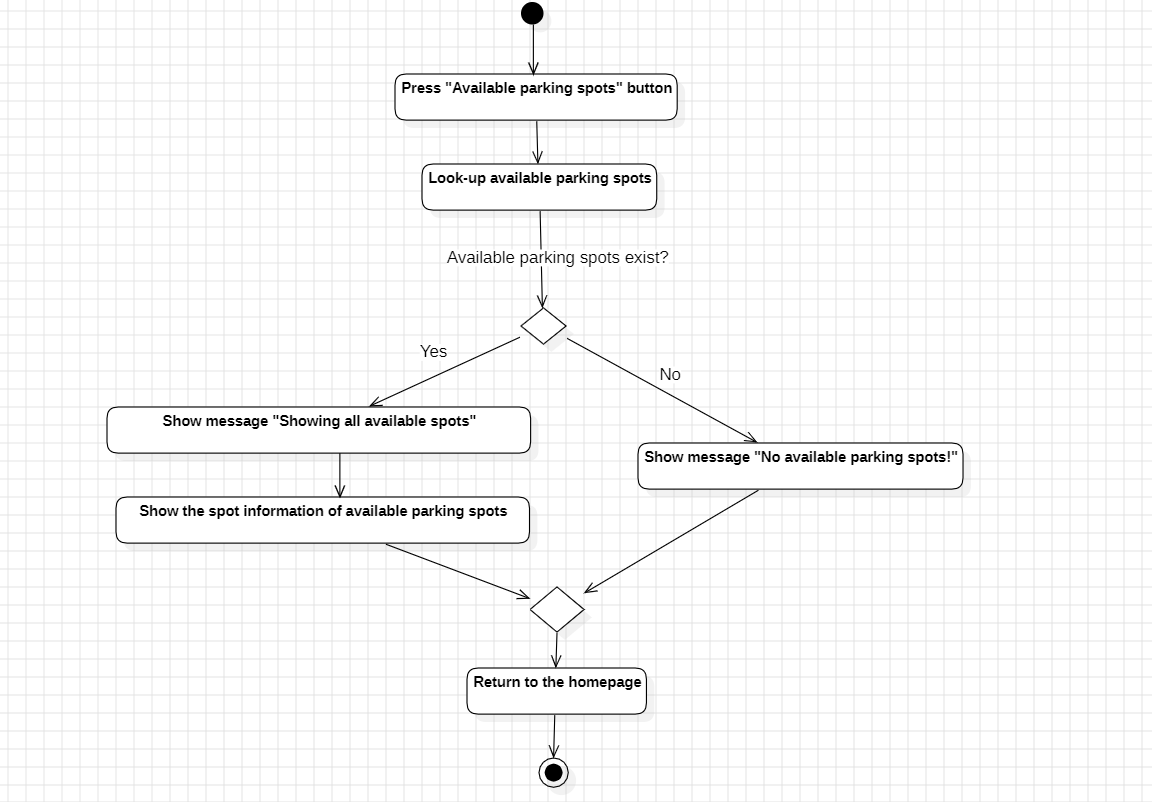 Press "Available parking spots" button
Look-up available parking spots
Available parking spots exist?
Yes
No
Show message "Showing all available spots"
Show message "No available parking spots!"
Show the spot information of available parking spots
Return to the homepage